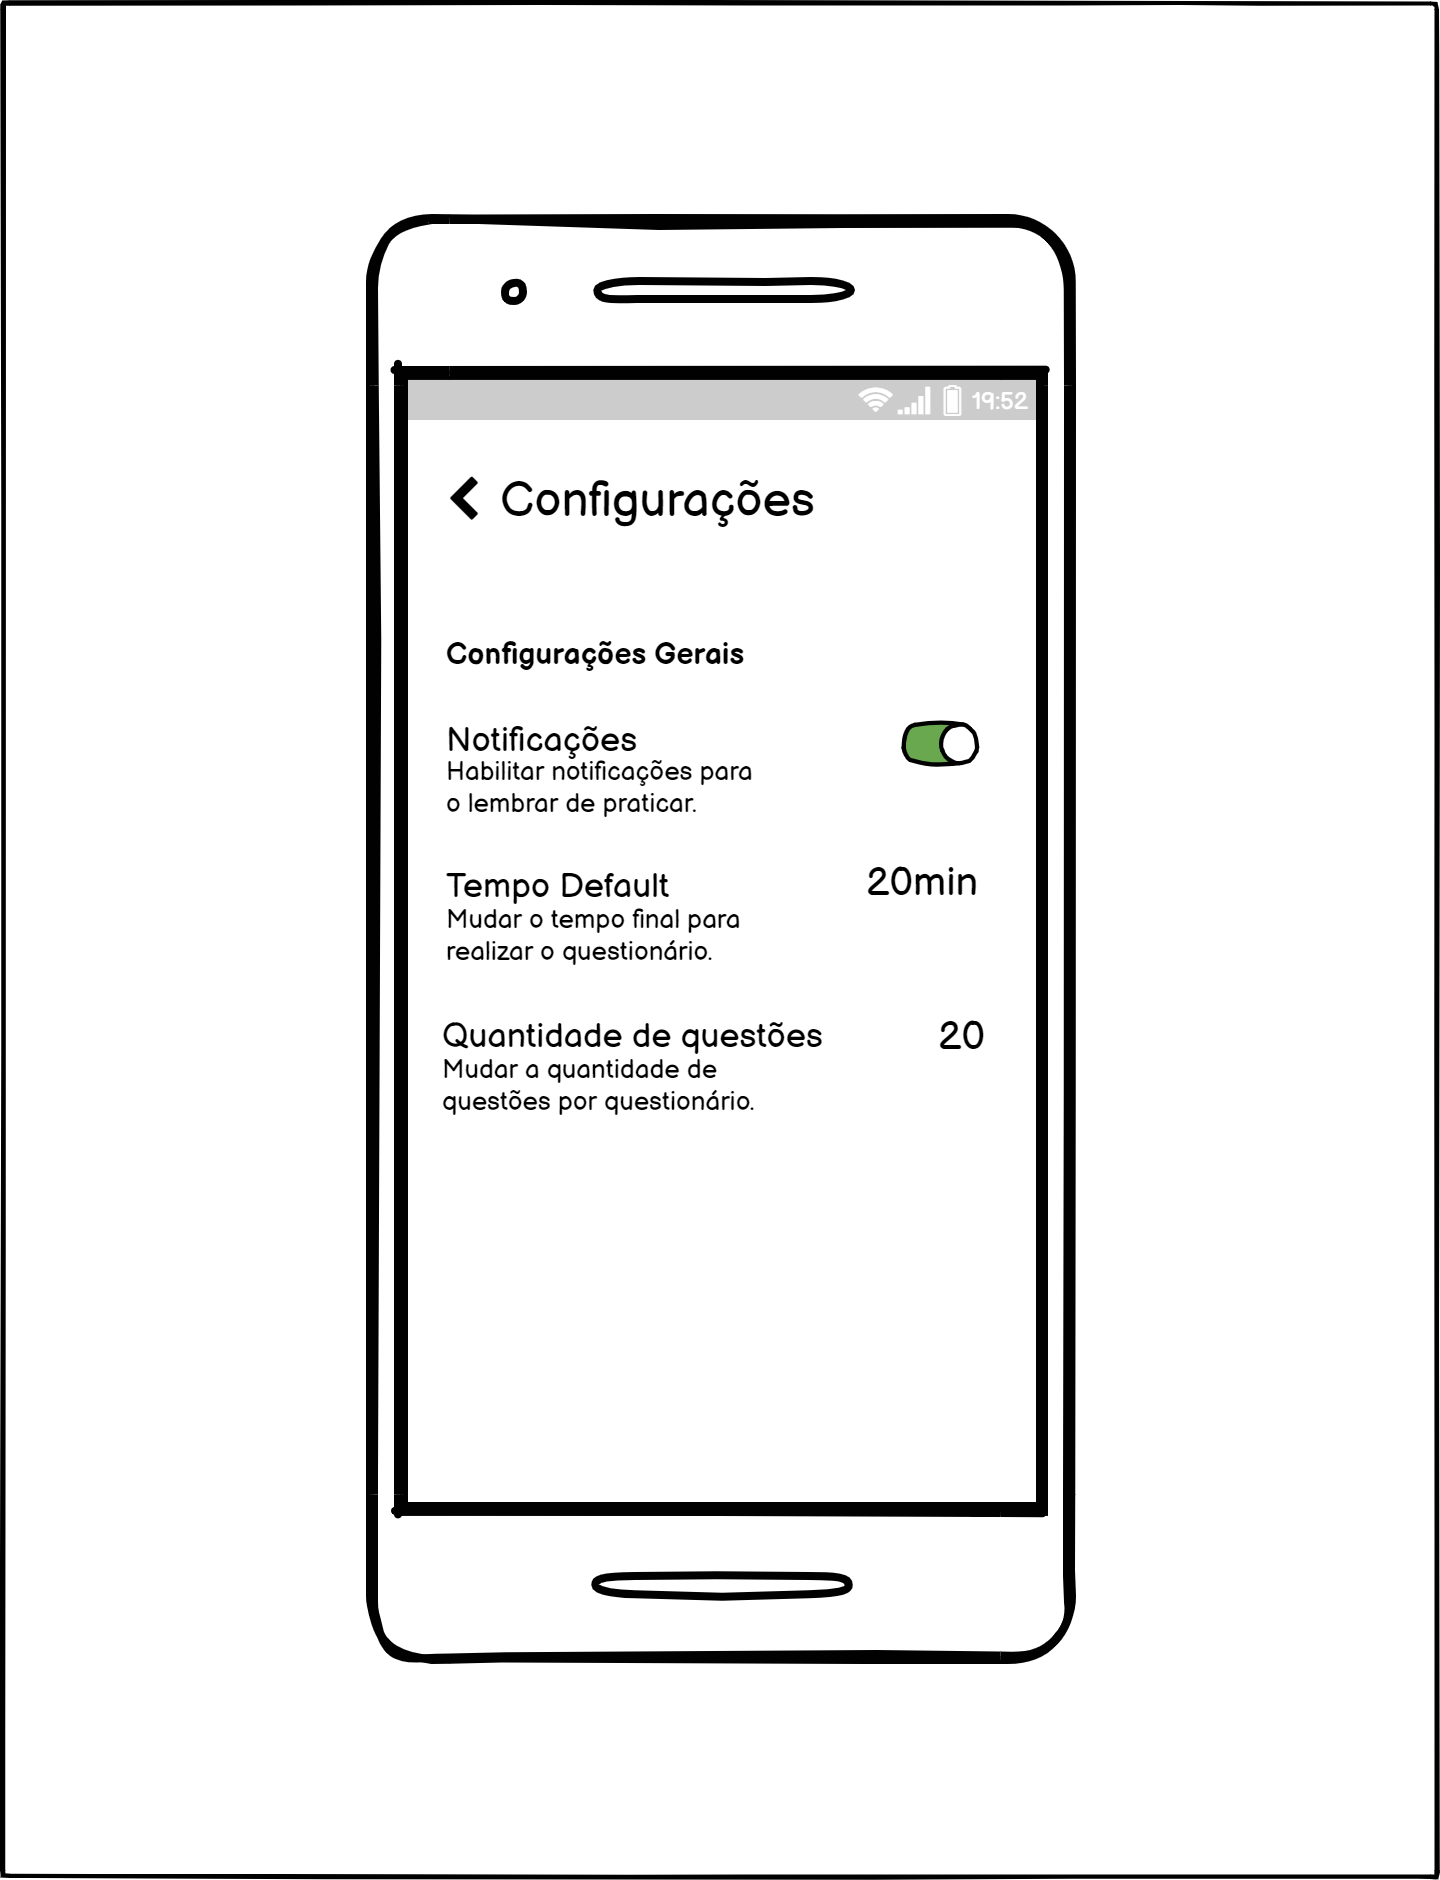 19:52
Configurações
Configurações Gerais
Notificações
Habilitar notificações para
o lembrar de praticar.
Tempo Default
20min
Mudar o tempo final para
realizar o questionário.
Quantidade de questões
20
Mudar a quantidade de
questões por questionário.